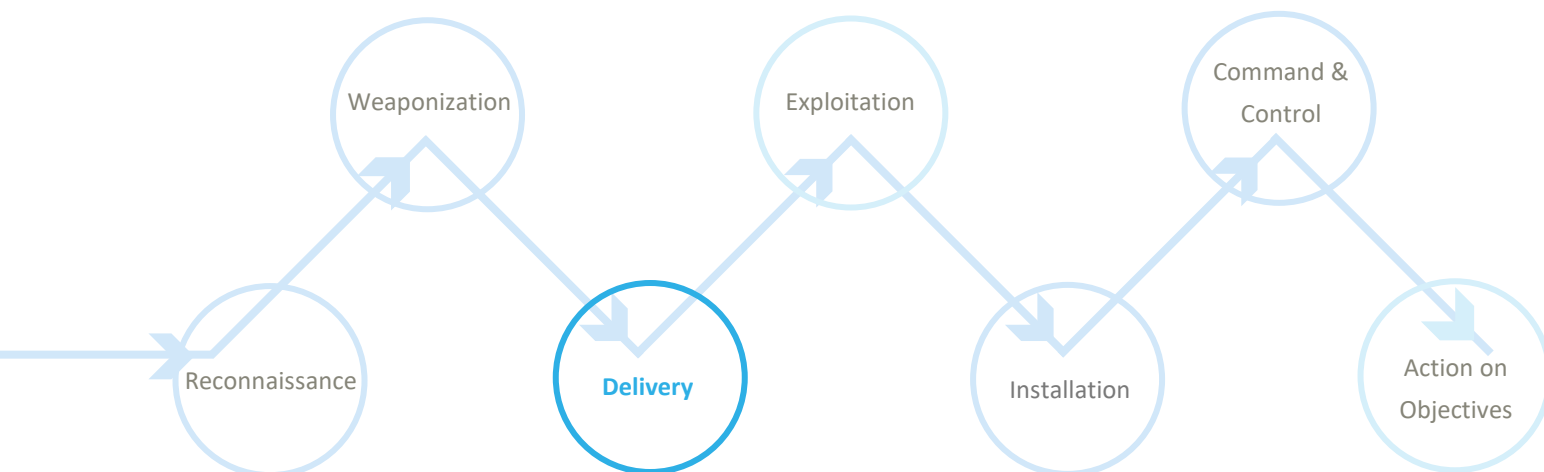 Reconnaissance
Weaponization
Delivery
Exploitation
Installation
Command &
Control
Action on
Objectives